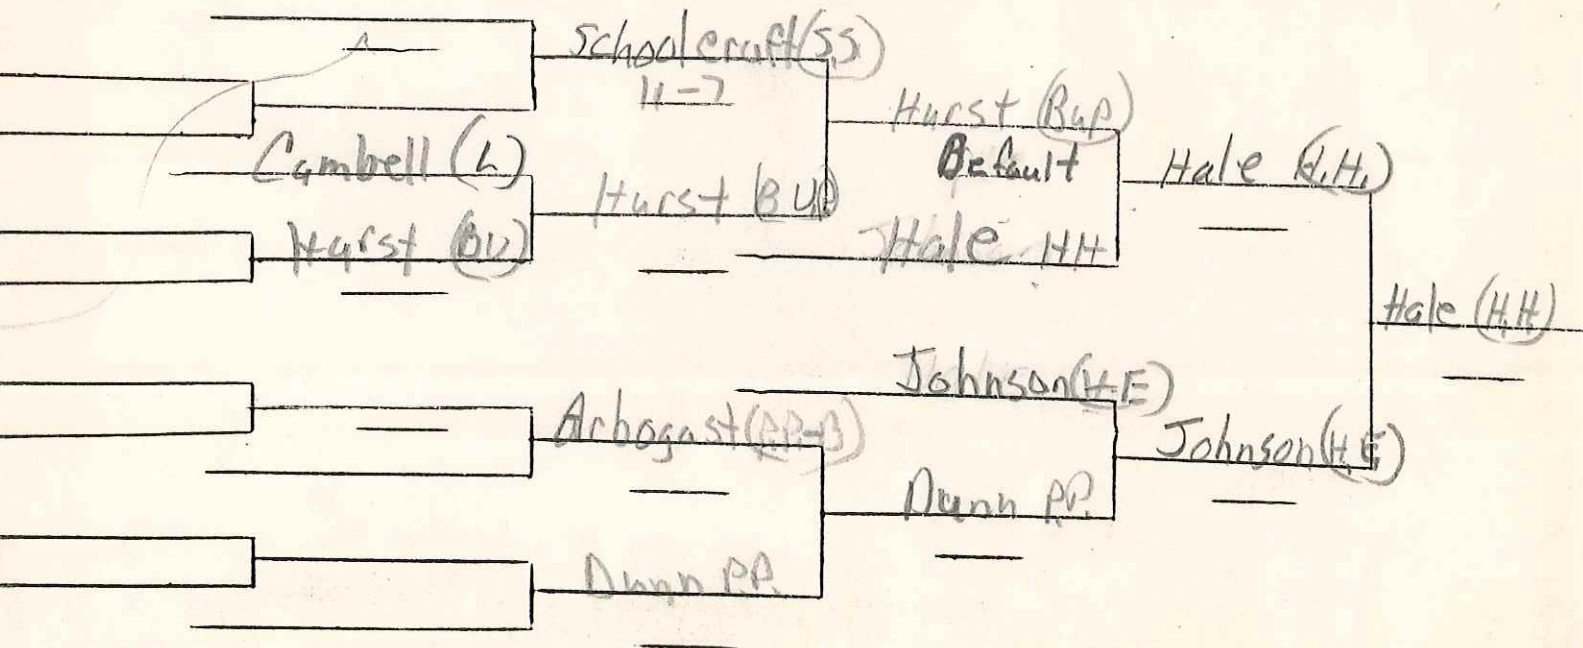 Schoolcraft (S.S.)
11-7
Hurst (BUP)
Cambell (L)
Default
Hale (H.H.)
Hurst (BUP)
Hurst (BU)
Hale HH
Hale (H.H)
Johnson (H.E)
Arbogast (P.P.-B)
Johnson (H.E)
Dunn P.P.
Dunn P.P.